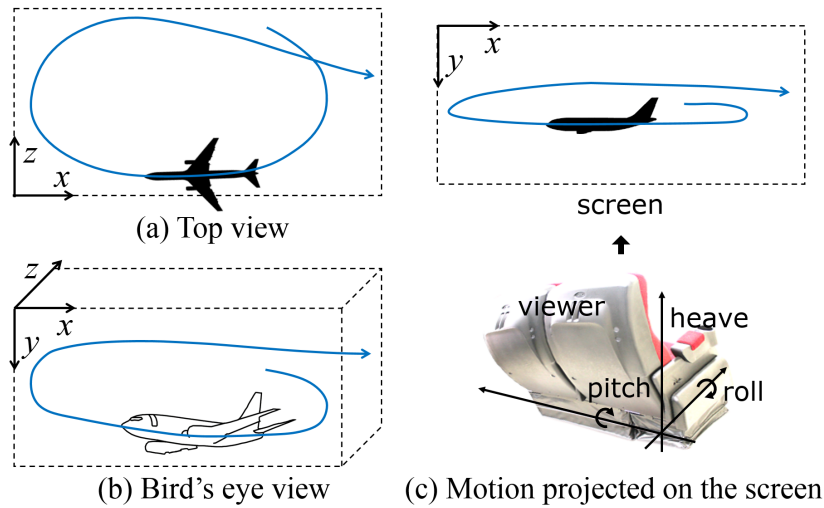 z
x
(a) Top view
z
x
y
(b) Bird's eye view
x
y
screen
viewer
heave
pitch
roll
(c) Motion projected on the screen